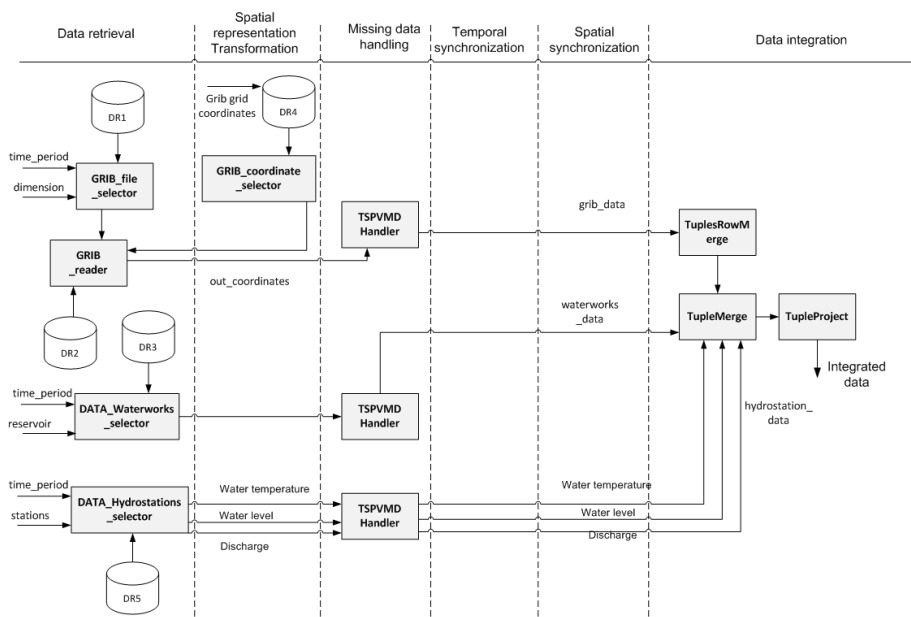 Data retrieval
Spatial
representation
Transformation
Missing data
handling
Temporal
synchronization
Spatial
synchronization
Data integration
DR1
Grib grid
coordinates
DR4
time_period
dimension
GRIB_file
_selector
GRIB_coordinate
_selector
TSPVMD
Handler
grib_data
TuplesRowM
erge
GRIB
_reader
out_coordinates
waterworks
_data
TupleMerge
TupleProject
DR2
DR3
Integrated
data
time_period
reservoir
DATA_Waterworks
_selector
TSPVMD
Handler
hydrostation_
data
time_period
stations
DATA_Hydrostations
_selector
Water temperature
Water level
Discharge
TSPVMD
Handler
Water temperature
Water level
Discharge
DR5